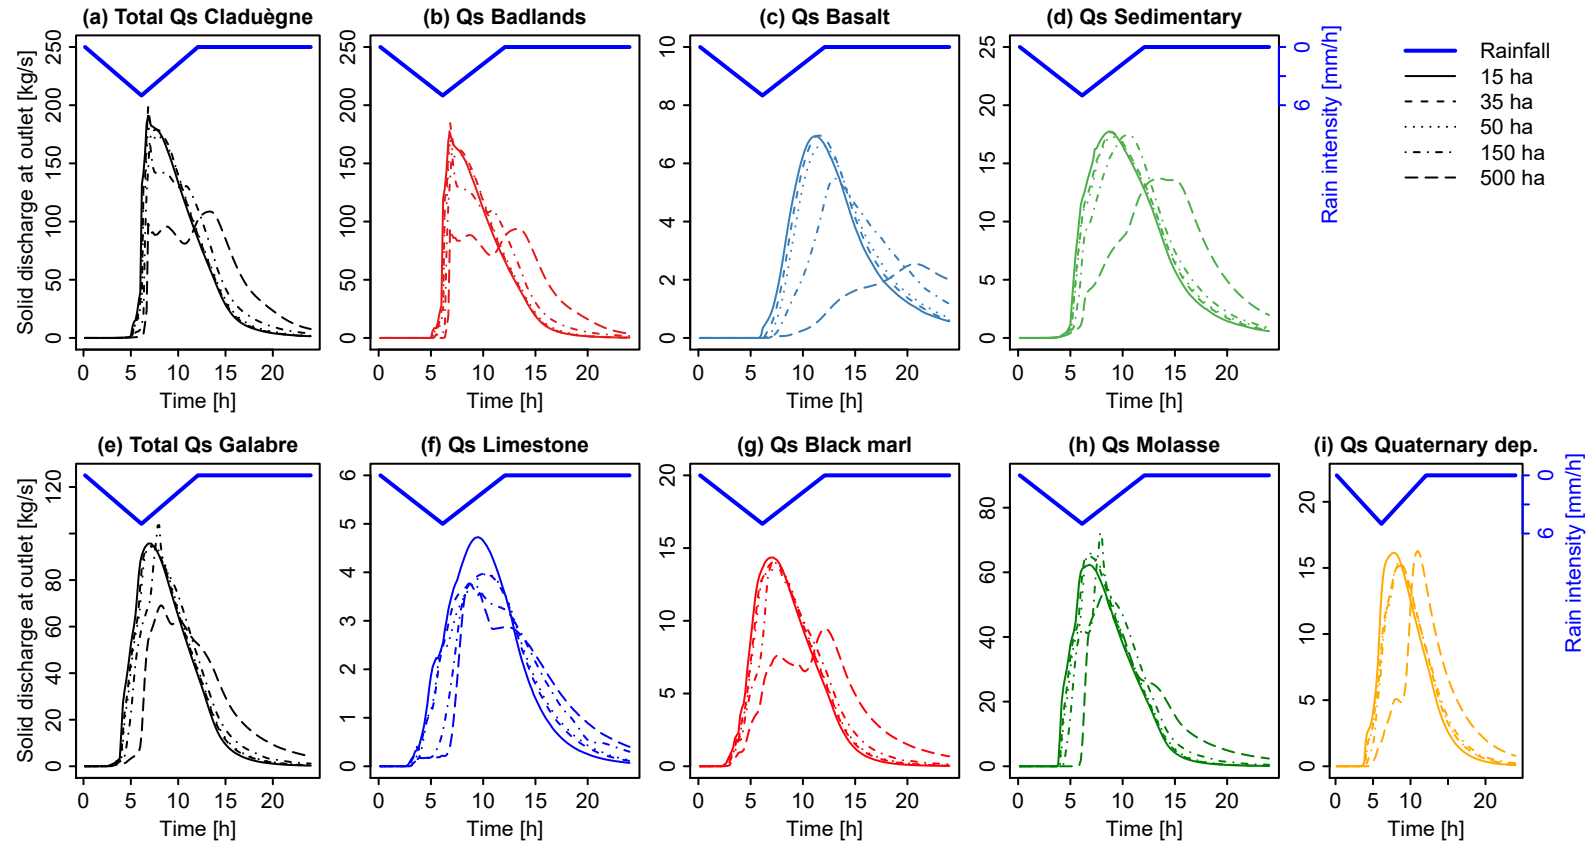 (a) Total Qs Claduègne
(b) Qs Badlands
(c) Qs Basalt
(d) Qs Sedimentary
Solid discharge at outlet [kg/s]
0 50 100 150 200 250
0 5 10 15 20
Time [h]
0 50 100 150 200 250
0 5 10 15 20
Time [h]
0 2 4 6 8 10
0 5 10 15 20
Time [h]
0 5 10 15 20 25
0 5 10 15 20
Time [h]
0 6
Rain intensity [mm/h]
Rainfall
15 ha
35 ha
50 ha
150 ha
500 ha
(e) Total Qs Galabre
(f) Qs Limestone
(g) Qs Black marl
(h) Qs Molasse
(i) Qs Quaternary dep.
Solid discharge at outlet [kg/s]
0 20 40 60 80 120
0 5 10 15 20
Time [h]
0 1 2 3 4 5 6
0 5 10 15 20
Time [h]
0 5 10 15 20
0 5 10 15 20
Time [h]
0 20 40 60 80
0 5 10 15 20
Time [h]
0 5 10 15 20
0 5 10 20
Time [h]
0 6
Rain intensity [mm/h]